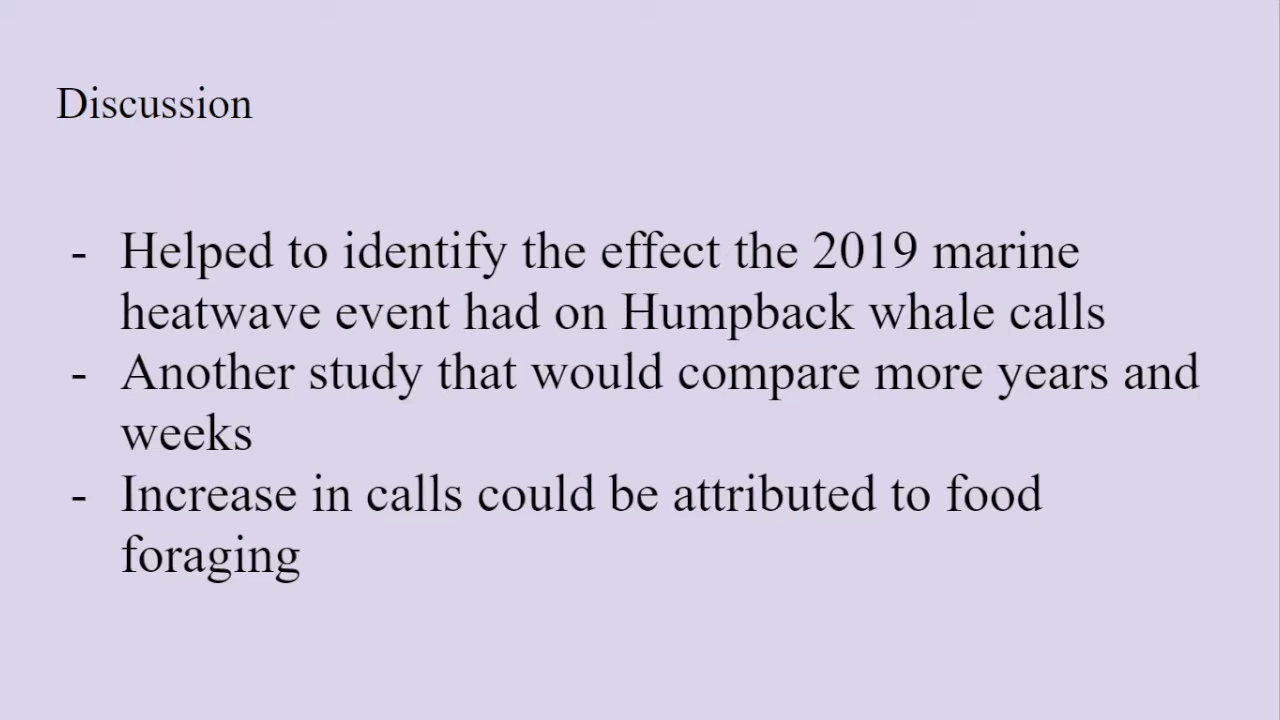 Discussion
- Helped to identify the effect the 2019 marine
heatwave event had on Humpback whale calls
- Another study that would compare more years and
weeks
- Increase in calls could be attributed to food
foraging